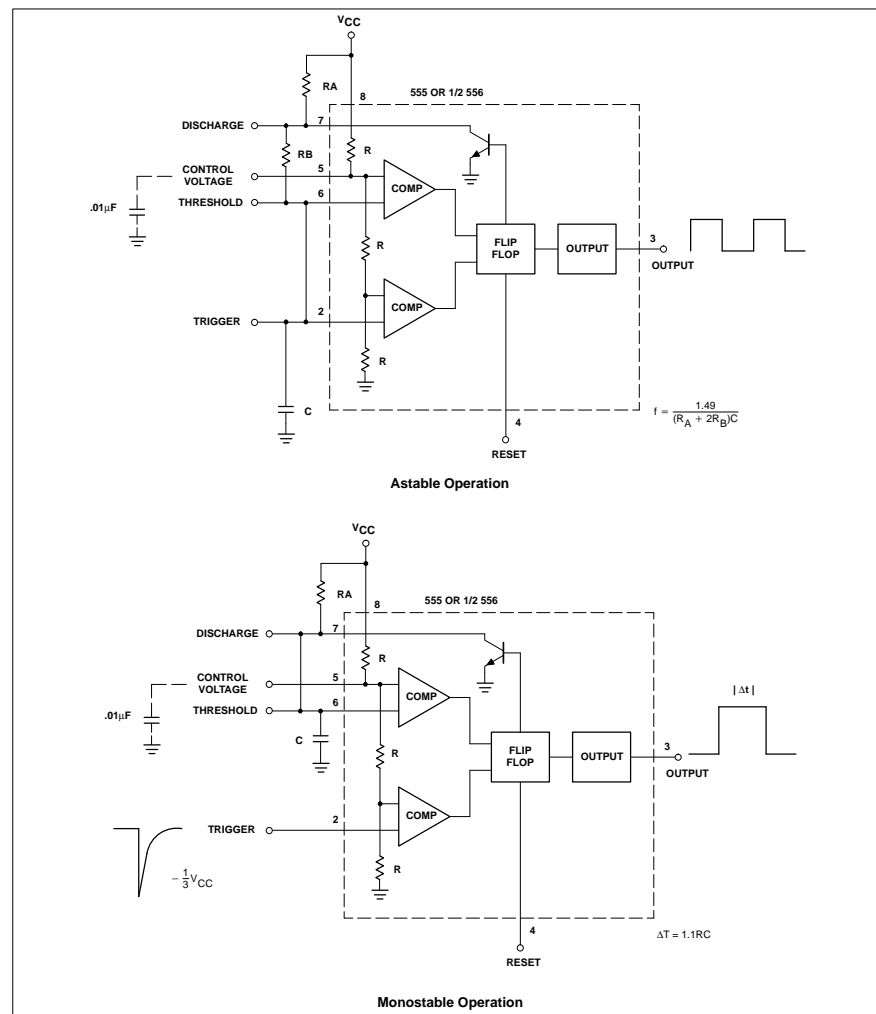 VCC
RA
555 OR 1/2 556
8
DISCHARGE
7
RB
R
CONTROL
VOLTAGE
5
COMP
.01μF
THRESHOLD
6
R
FLIP
FLOP
OUTPUT
3
OUTPUT
COMP
TRIGGER
2
R
C
f = 1.49 / (RA + 2RB)C
4
RESET
Astable Operation
VCC
RA
555 OR 1/2 556
8
DISCHARGE
7
R
| Δt |
CONTROL
VOLTAGE
5
COMP
.01μF
THRESHOLD
6
C
R
FLIP
FLOP
OUTPUT
3
OUTPUT
COMP
TRIGGER
2
R
− 1/3 VCC
4
ΔT = 1.1RC
RESET
Monostable Operation